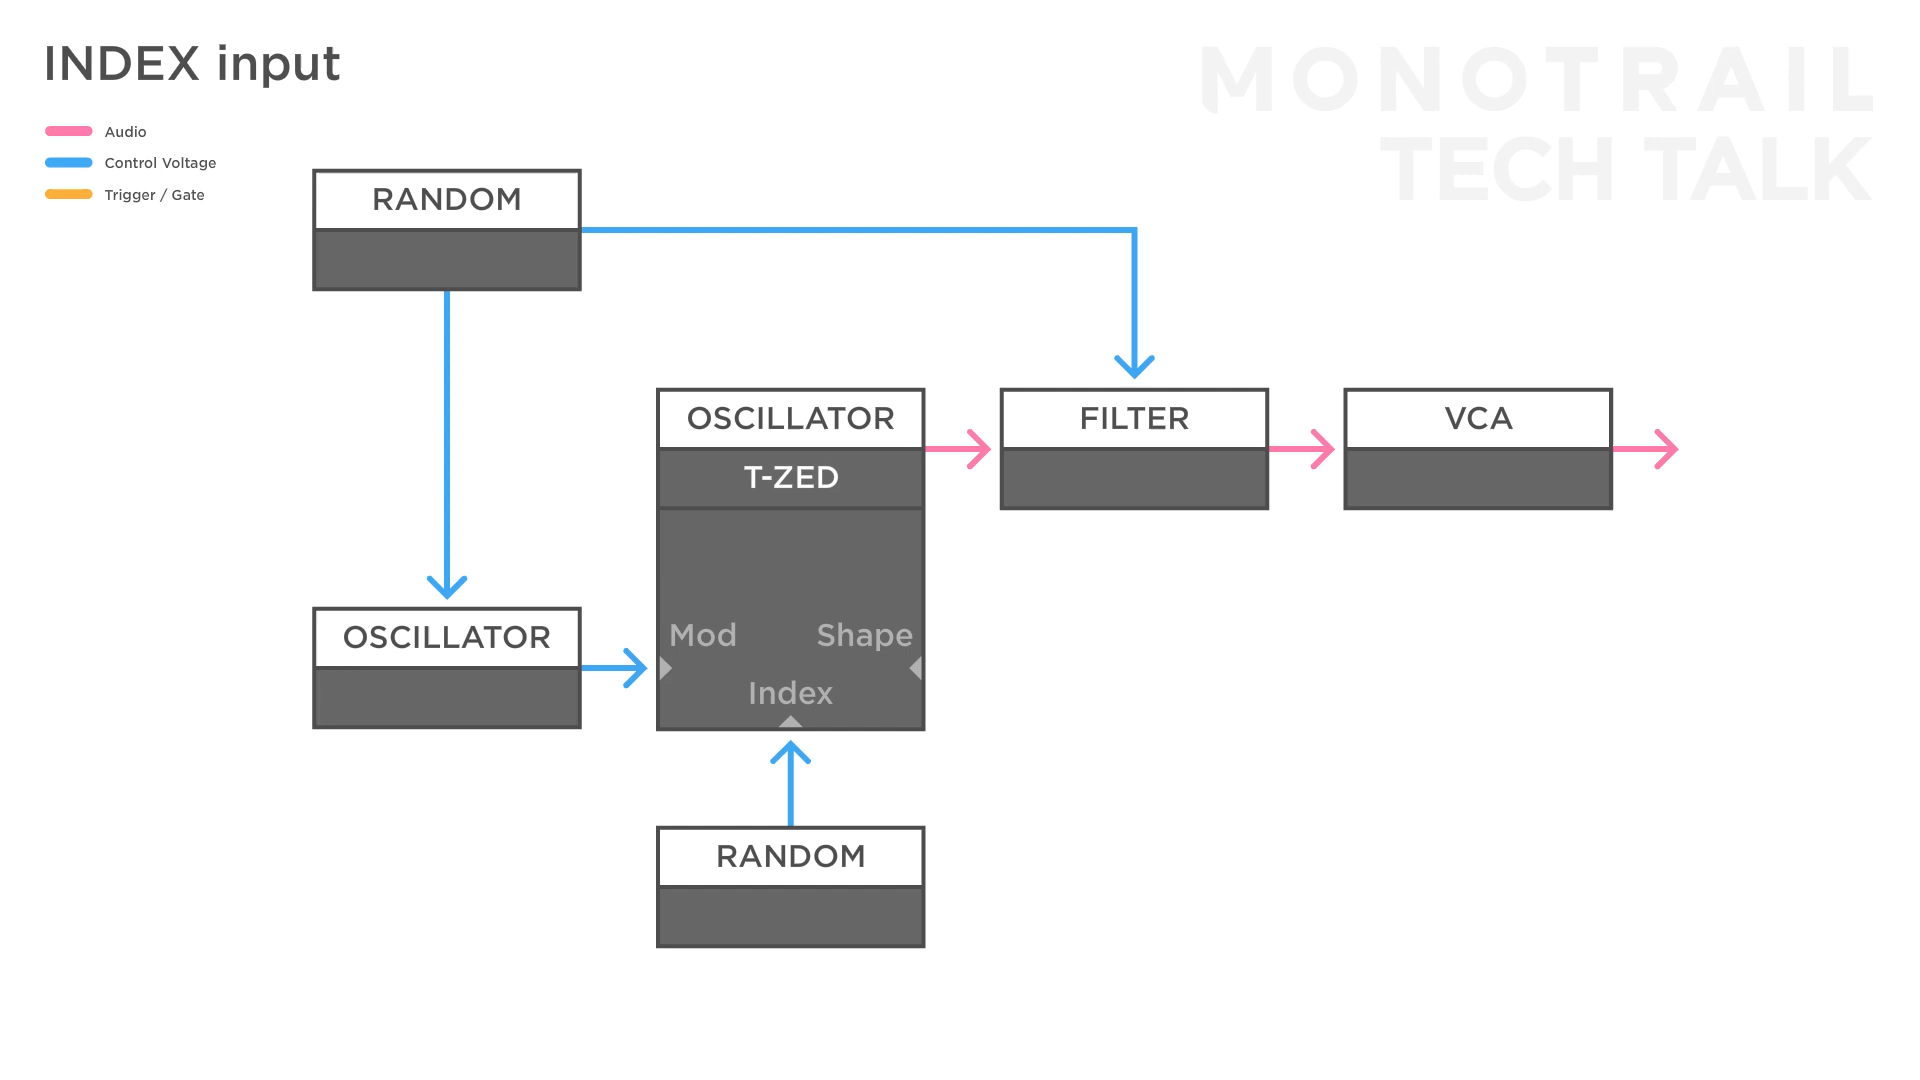 INDEX input
MONOTRAIL
TECH TALK
Audio
Control Voltage
Trigger / Gate
RANDOM
OSCILLATOR
FILTER
VCA
T-ZED
OSCILLATOR
Mod
Shape
Index
RANDOM